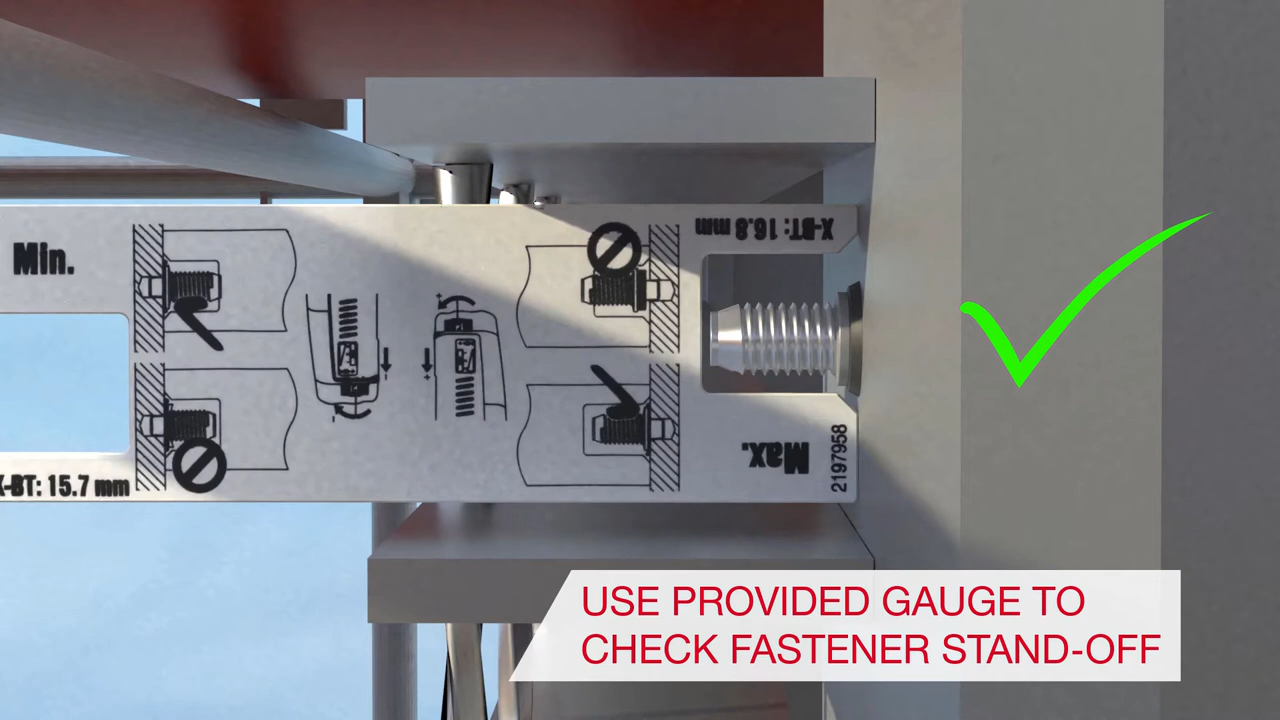 X-BT: 16.8 mm
Min.
Max.
2197958
X-BT: 15.7 mm
USE PROVIDED GAUGE TO
CHECK FASTENER STAND-OFF